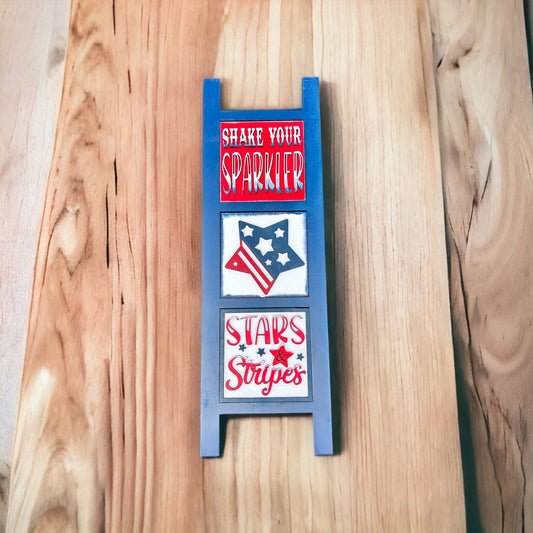 SHAKE YOUR
SPARKLER
STARS
&
Stripes